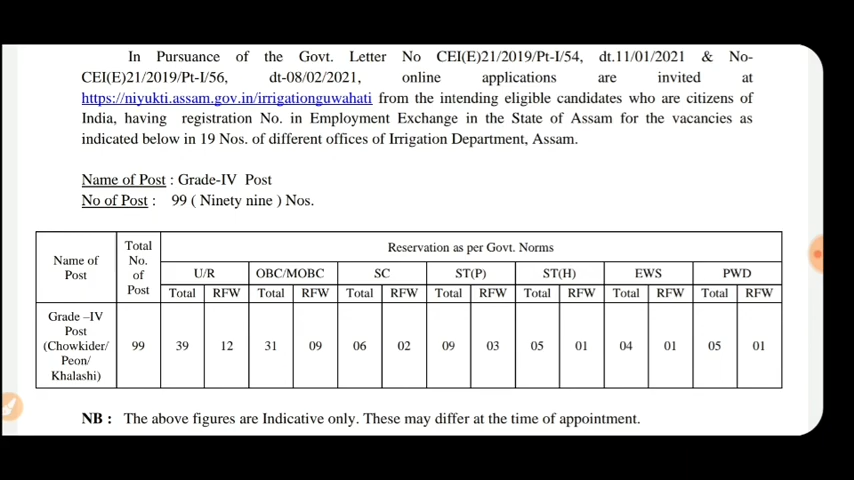 In Pursuance of the Govt. Letter No CEI(E)21/2019/Pt-I/54, dt.11/01/2021 & No-
CEI(E)21/2019/Pt-I/56, dt-08/02/2021, online applications are invited at
https://niyukti.assam.gov.in/irrigationguwahati from the intending eligible candidates who are citizens of
India, having registration No. in Employment Exchange in the State of Assam for the vacancies as
indicated below in 19 Nos. of different offices of Irrigation Department, Assam.
Name of Post : Grade-IV Post
No of Post : 99 ( Ninety nine ) Nos.
Name of Post Total No. of Post Reservation as per Govt. Norms
U/R OBC/MOBC SC ST(P) ST(H) EWS PWD
Total RFW Total RFW Total RFW Total RFW Total RFW Total RFW Total RFW
Grade –IV Post (Chowkider/ Peon/ Khalashi) 99 39 12 31 09 06 02 09 03 05 01 04 01 05 01
NB : The above figures are Indicative only. These may differ at the time of appointment.